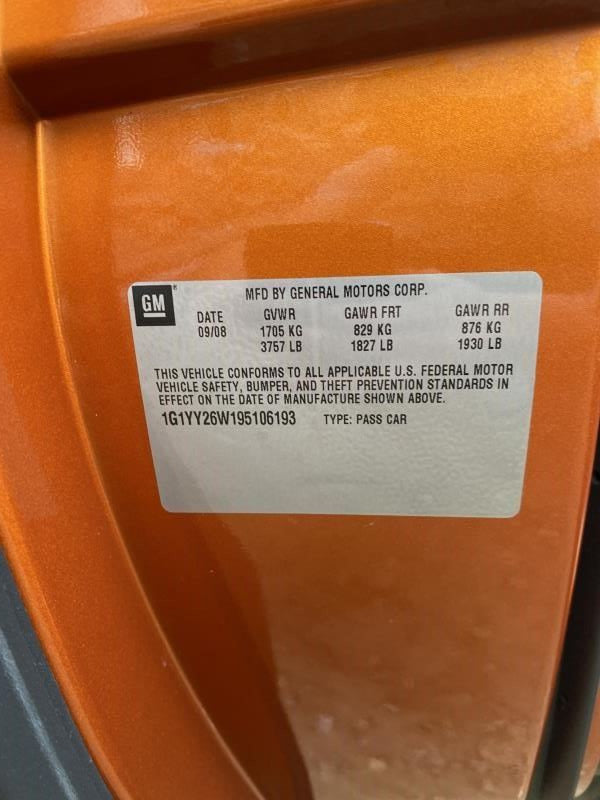 GM ®
MFD BY GENERAL MOTORS CORP.
DATE GVWR GAWR FRT GAWR RR
09/08 1705 KG 829 KG 876 KG
3757 LB 1827 LB 1930 LB
THIS VEHICLE CONFORMS TO ALL APPLICABLE U.S. FEDERAL MOTOR
VEHICLE SAFETY, BUMPER, AND THEFT PREVENTION STANDARDS IN
EFFECT ON THE DATE OF MANUFACTURE SHOWN ABOVE.
1G1YY26W195106193 TYPE: PASS CAR